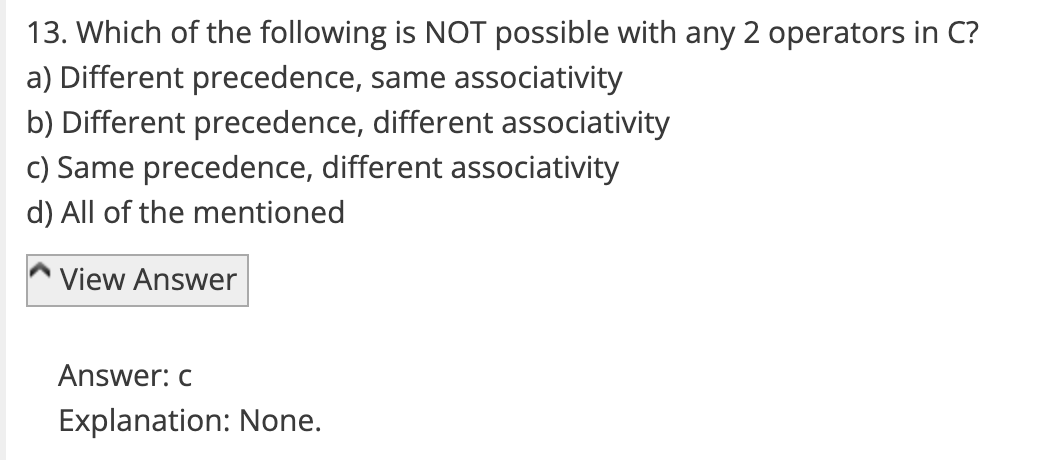 13. Which of the following is NOT possible with any 2 operators in C?
a) Different precedence, same associativity
b) Different precedence, different associativity
c) Same precedence, different associativity
d) All of the mentioned
View Answer
Answer: c
Explanation: None.